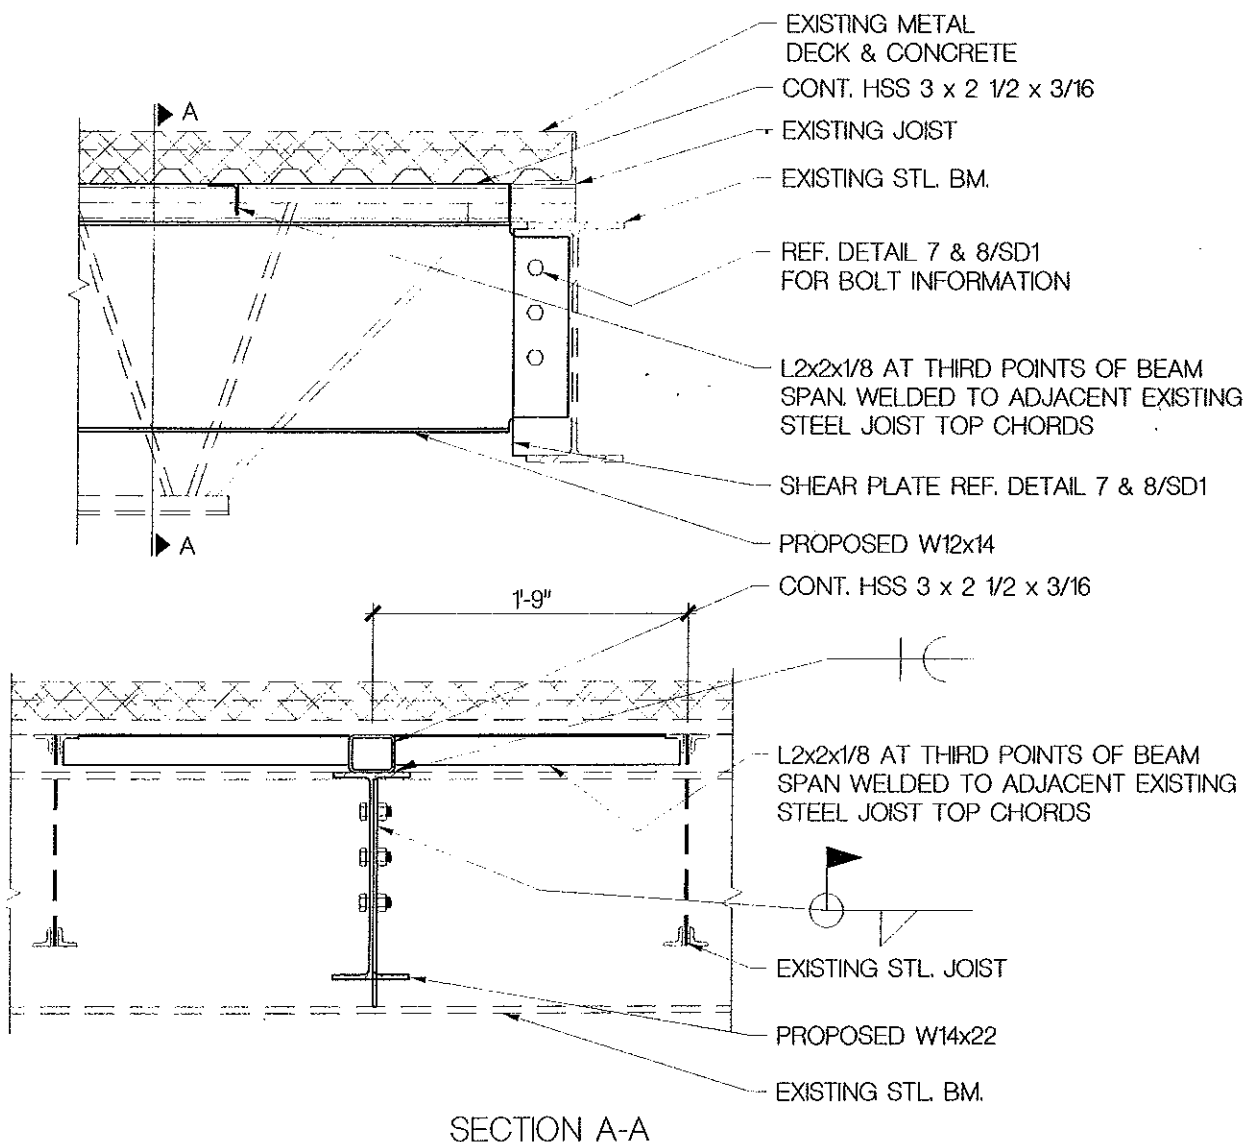 EXISTING METAL
DECK & CONCRETE
CONT. HSS 3 x 2 1/2 x 3/16
A
EXISTING JOIST
EXISTING STL. BM.
REF. DETAIL 7 & 8/SD1
FOR BOLT INFORMATION
L2x2x1/8 AT THIRD POINTS OF BEAM
SPAN. WELDED TO ADJACENT EXISTING
STEEL JOIST TOP CHORDS
SHEAR PLATE REF. DETAIL 7 & 8/SD1
A
PROPOSED W12x14
CONT. HSS 3 x 2 1/2 x 3/16
1'-9"
L2x2x1/8 AT THIRD POINTS OF BEAM
SPAN WELDED TO ADJACENT EXISTING
STEEL JOIST TOP CHORDS
EXISTING STL. JOIST
PROPOSED W14x22
EXISTING STL. BM.
SECTION A-A